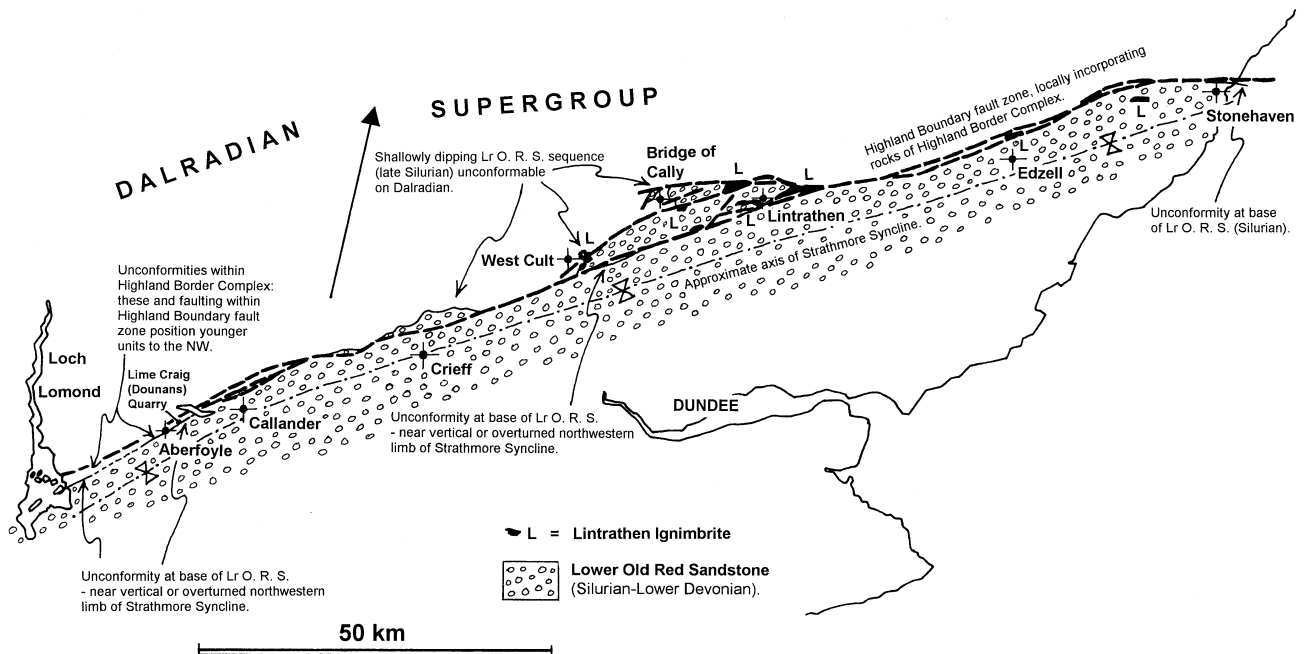 DALRADIAN SUPERGROUP
Highland Boundary fault zone, locally incorporating
rocks of Highland Border Complex.
Stonehaven
L
Unconformity at base
of Lr O. R. S. (Silurian).
Shallowly dipping Lr O. R. S. sequence
(late Silurian) unconformable
on Dalradian.
Bridge of
Cally
L
L
L
Edzell
Lintrathen
L
L
L
West Cult
Approximate axis of Strathmore Syncline.
Unconformities within
Highland Border Complex:
these and faulting within
Highland Boundary fault
zone position younger
units to the NW.
Loch
Lomond
Lime Craig
(Dounans)
Quarry
Crieff
Callander
Aberfoyle
Unconformity at base of Lr O. R. S.
- near vertical or overturned northwestern
limb of Strathmore Syncline.
DUNDEE
Unconformity at base of Lr O. R. S.
- near vertical or overturned northwestern
limb of Strathmore Syncline.
L = Lintrathen Ignimbrite
Lower Old Red Sandstone
(Silurian-Lower Devonian).
50 km